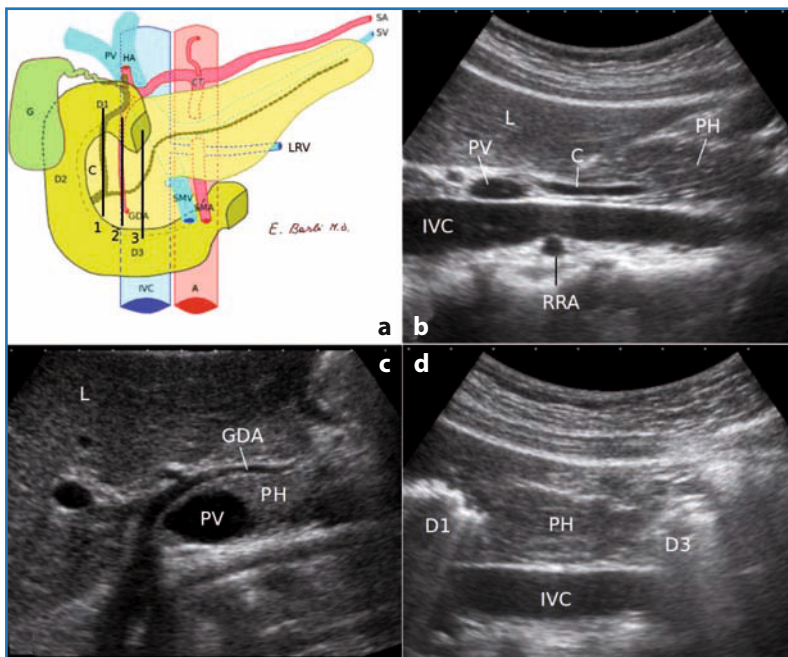 SA
SV
PV
HA
CT
D1
G
LRV
C
D2
SMV
SMA
GDA
1
2
3
D3
E. Barbi M.D.
IVC
A
a
L
PH
PV
C
IVC
RRA
b
c
L
GDA
PH
PV
d
D1
PH
D3
IVC